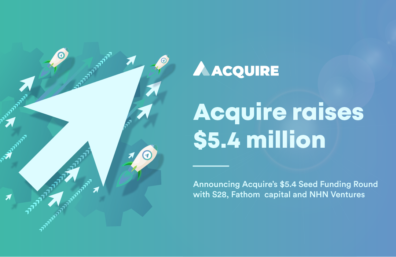 ACQUIRE
Acquire raises
$5.4 million
Announcing Acquire's $5.4 Seed Funding Round
with S28, Fathom capital and NHN Ventures